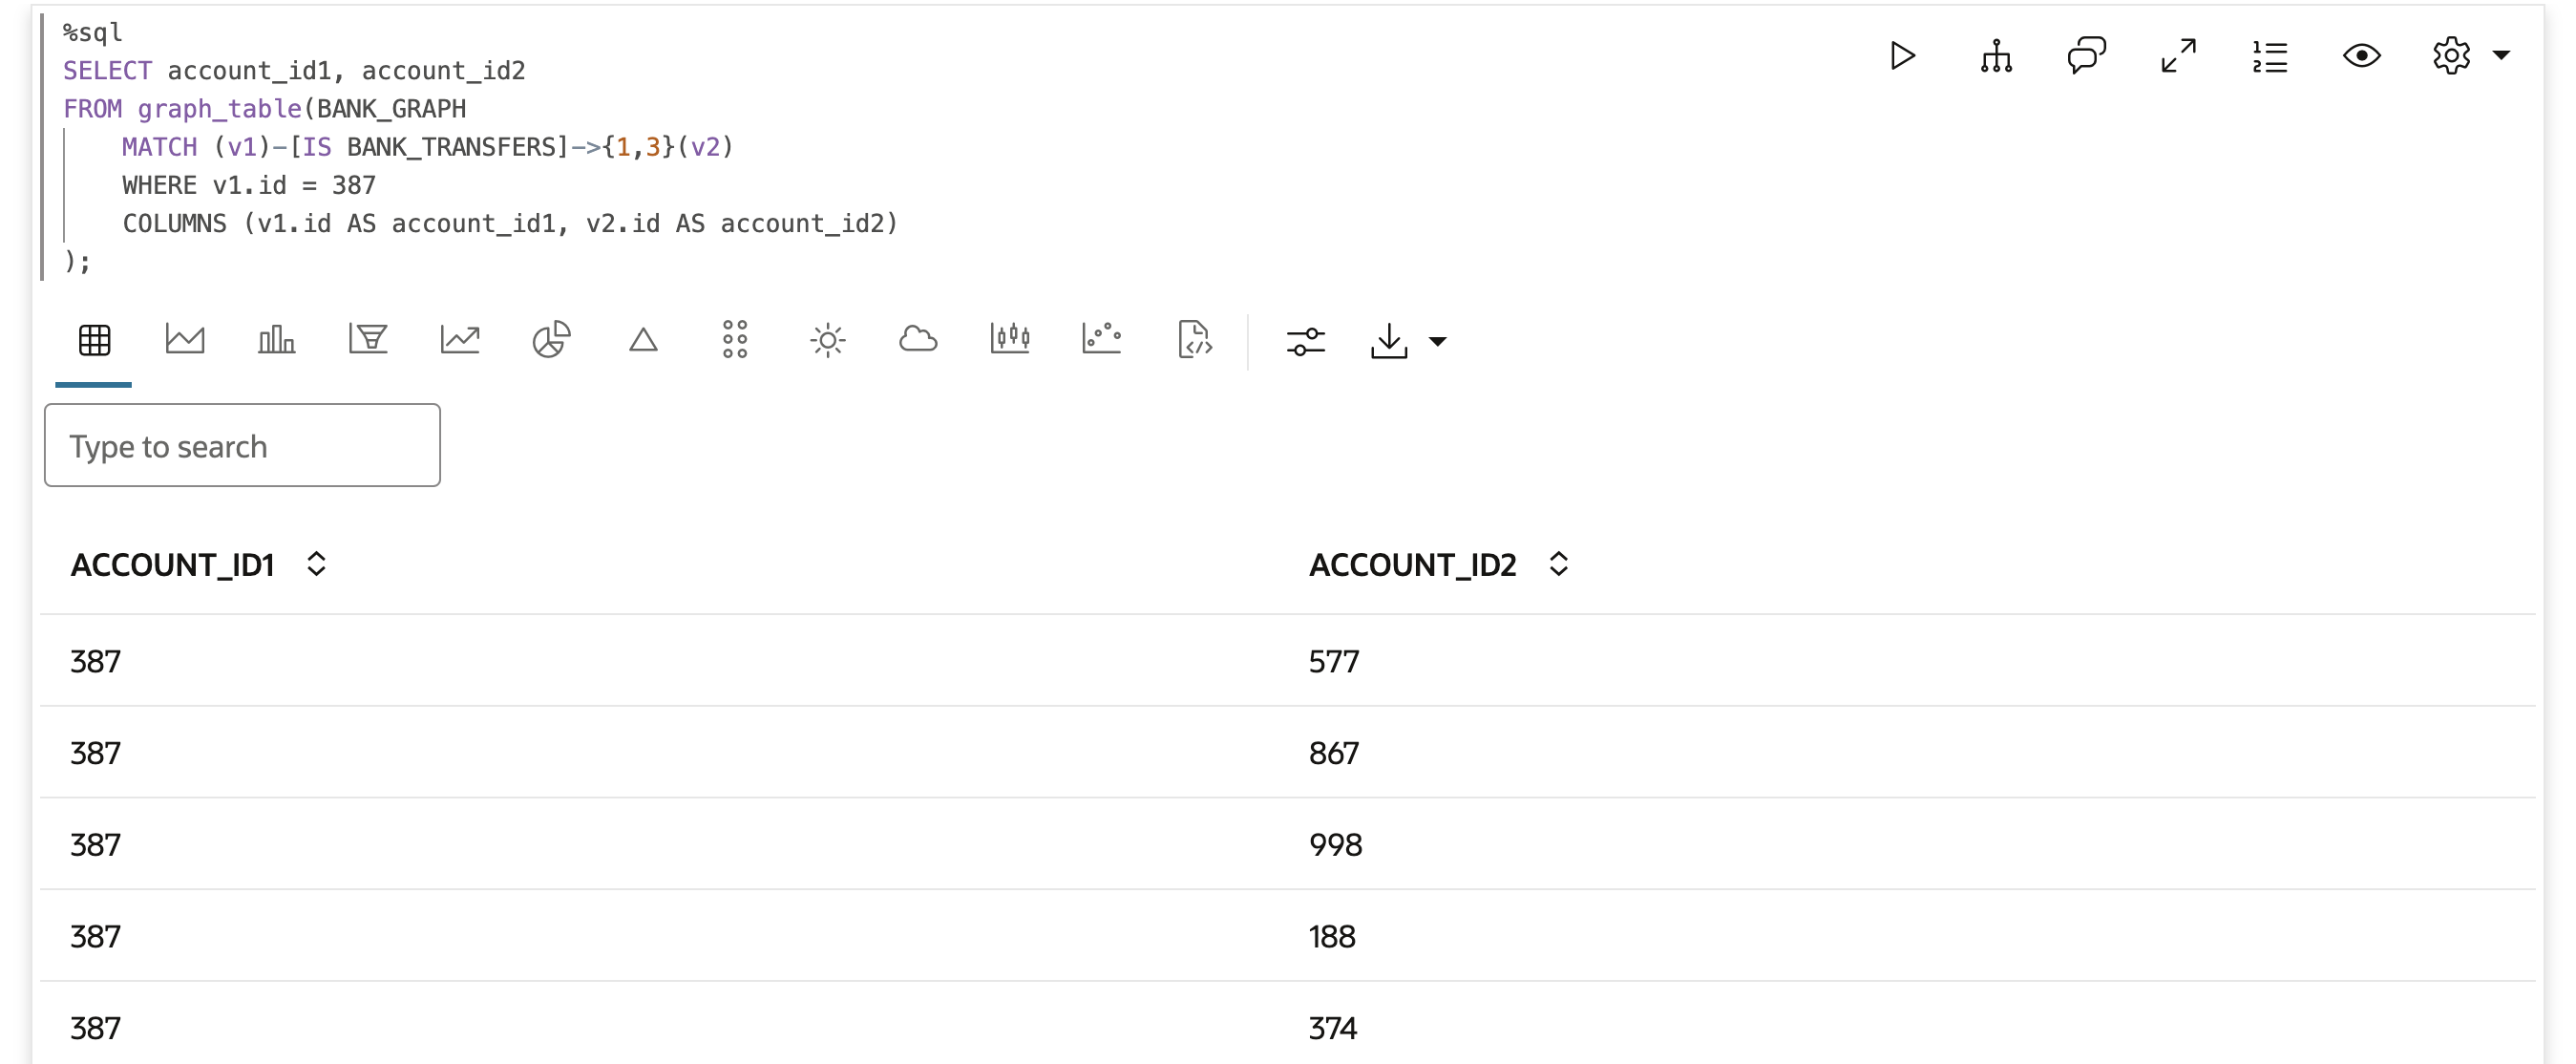 %sql
SELECT account_id1, account_id2
FROM graph_table(BANK_GRAPH
    MATCH (v1)-[IS BANK_TRANSFERS]->{1,3}(v2)
    WHERE v1.id = 387
    COLUMNS (v1.id AS account_id1, v2.id AS account_id2)
);
Type to search
ACCOUNT_ID1 ACCOUNT_ID2
387 577
387 867
387 998
387 188
387 374